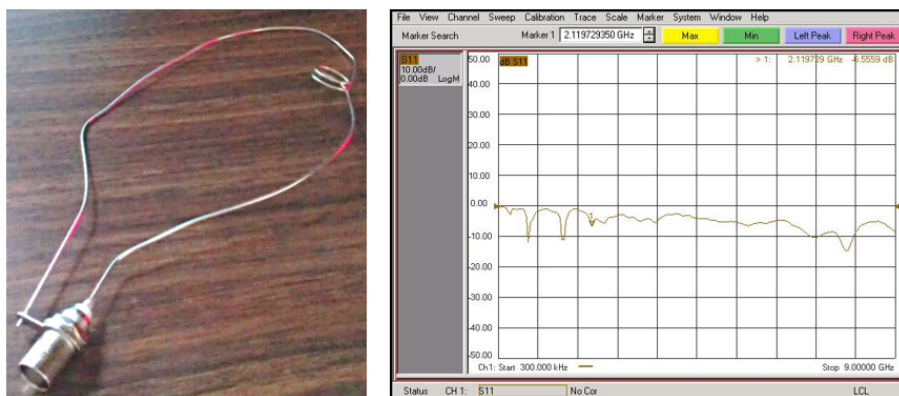 File View Channel Sweep Calibration Trace Scale Marker System Window Help
Marker Search Marker 1 2.119729350 GHz Max Min Left Peak Right Peak
S11
10.00dB/
0.00dB LogM
dB S11
> 1: 2.119729 GHz -6.5559 dB
50.00
40.00
30.00
20.00
10.00
0.00
1
-10.00
-20.00
-30.00
-40.00
-50.00
Ch1: Start 300.000 kHz Stop 9.00000 GHz
Status CH 1: S11 No Cor LCL